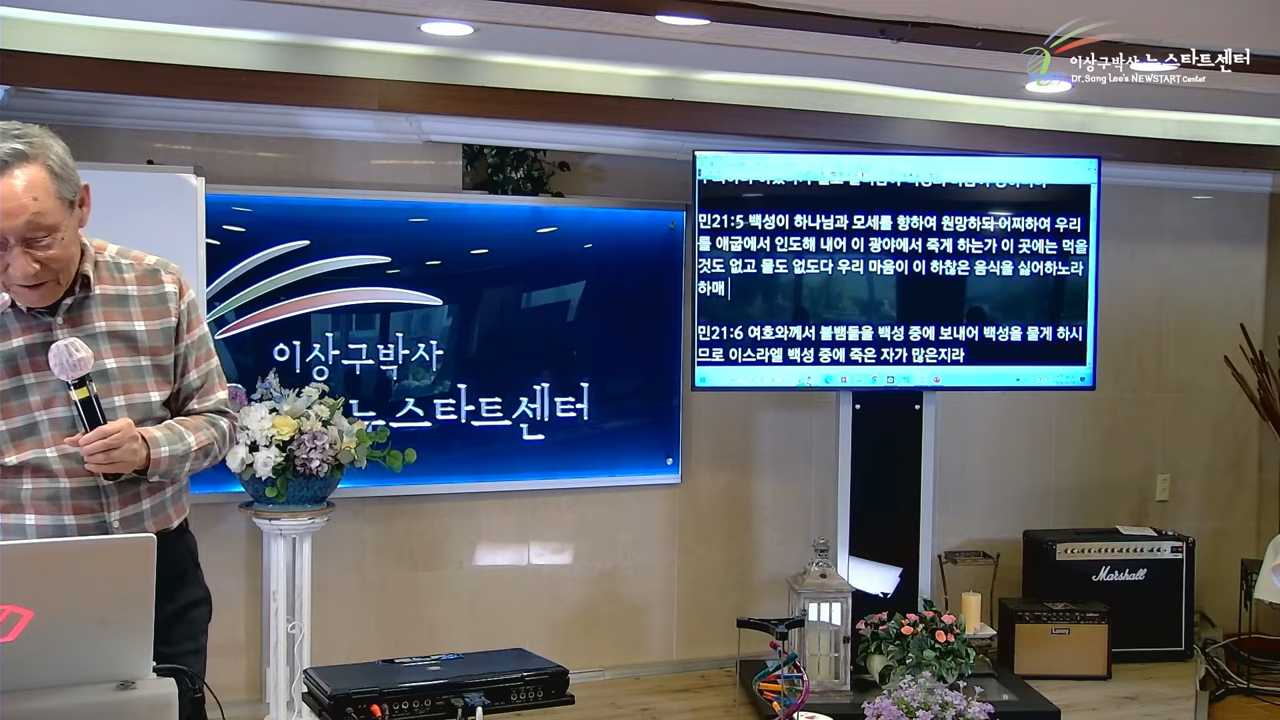 이상구박사 뉴스타트센터
Dr. Sang Lee's NEWSTART Center
민21:5 백성이 하나님과 모세를 향하여 원망하되 어찌하여 우리
를 애굽에서 인도해 내어 이 광야에서 죽게 하는가 이 곳에는 먹을
것도 없고 물도 없도다 우리 마음이 이 하찮은 음식을 싫어하노라
하매
민21:6 여호와께서 불뱀들을 백성 중에 보내어 백성을 물게 하시
므로 이스라엘 백성 중에 죽은 자가 많은지라
이상구박사
뉴스타트센터
Marshall
Laney